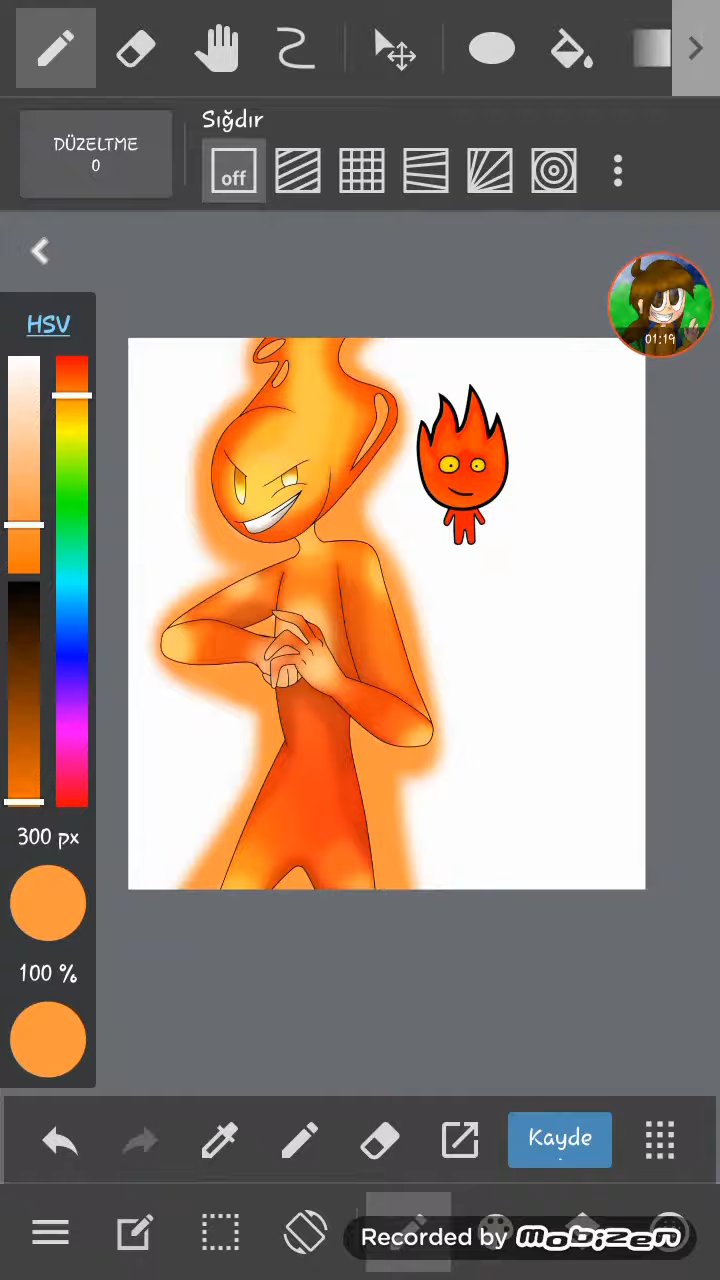 DÜZELTME
0
Sığdır
off
HSV
01:19
300 px
100 %
Kayde
Recorded by MOBIZEN